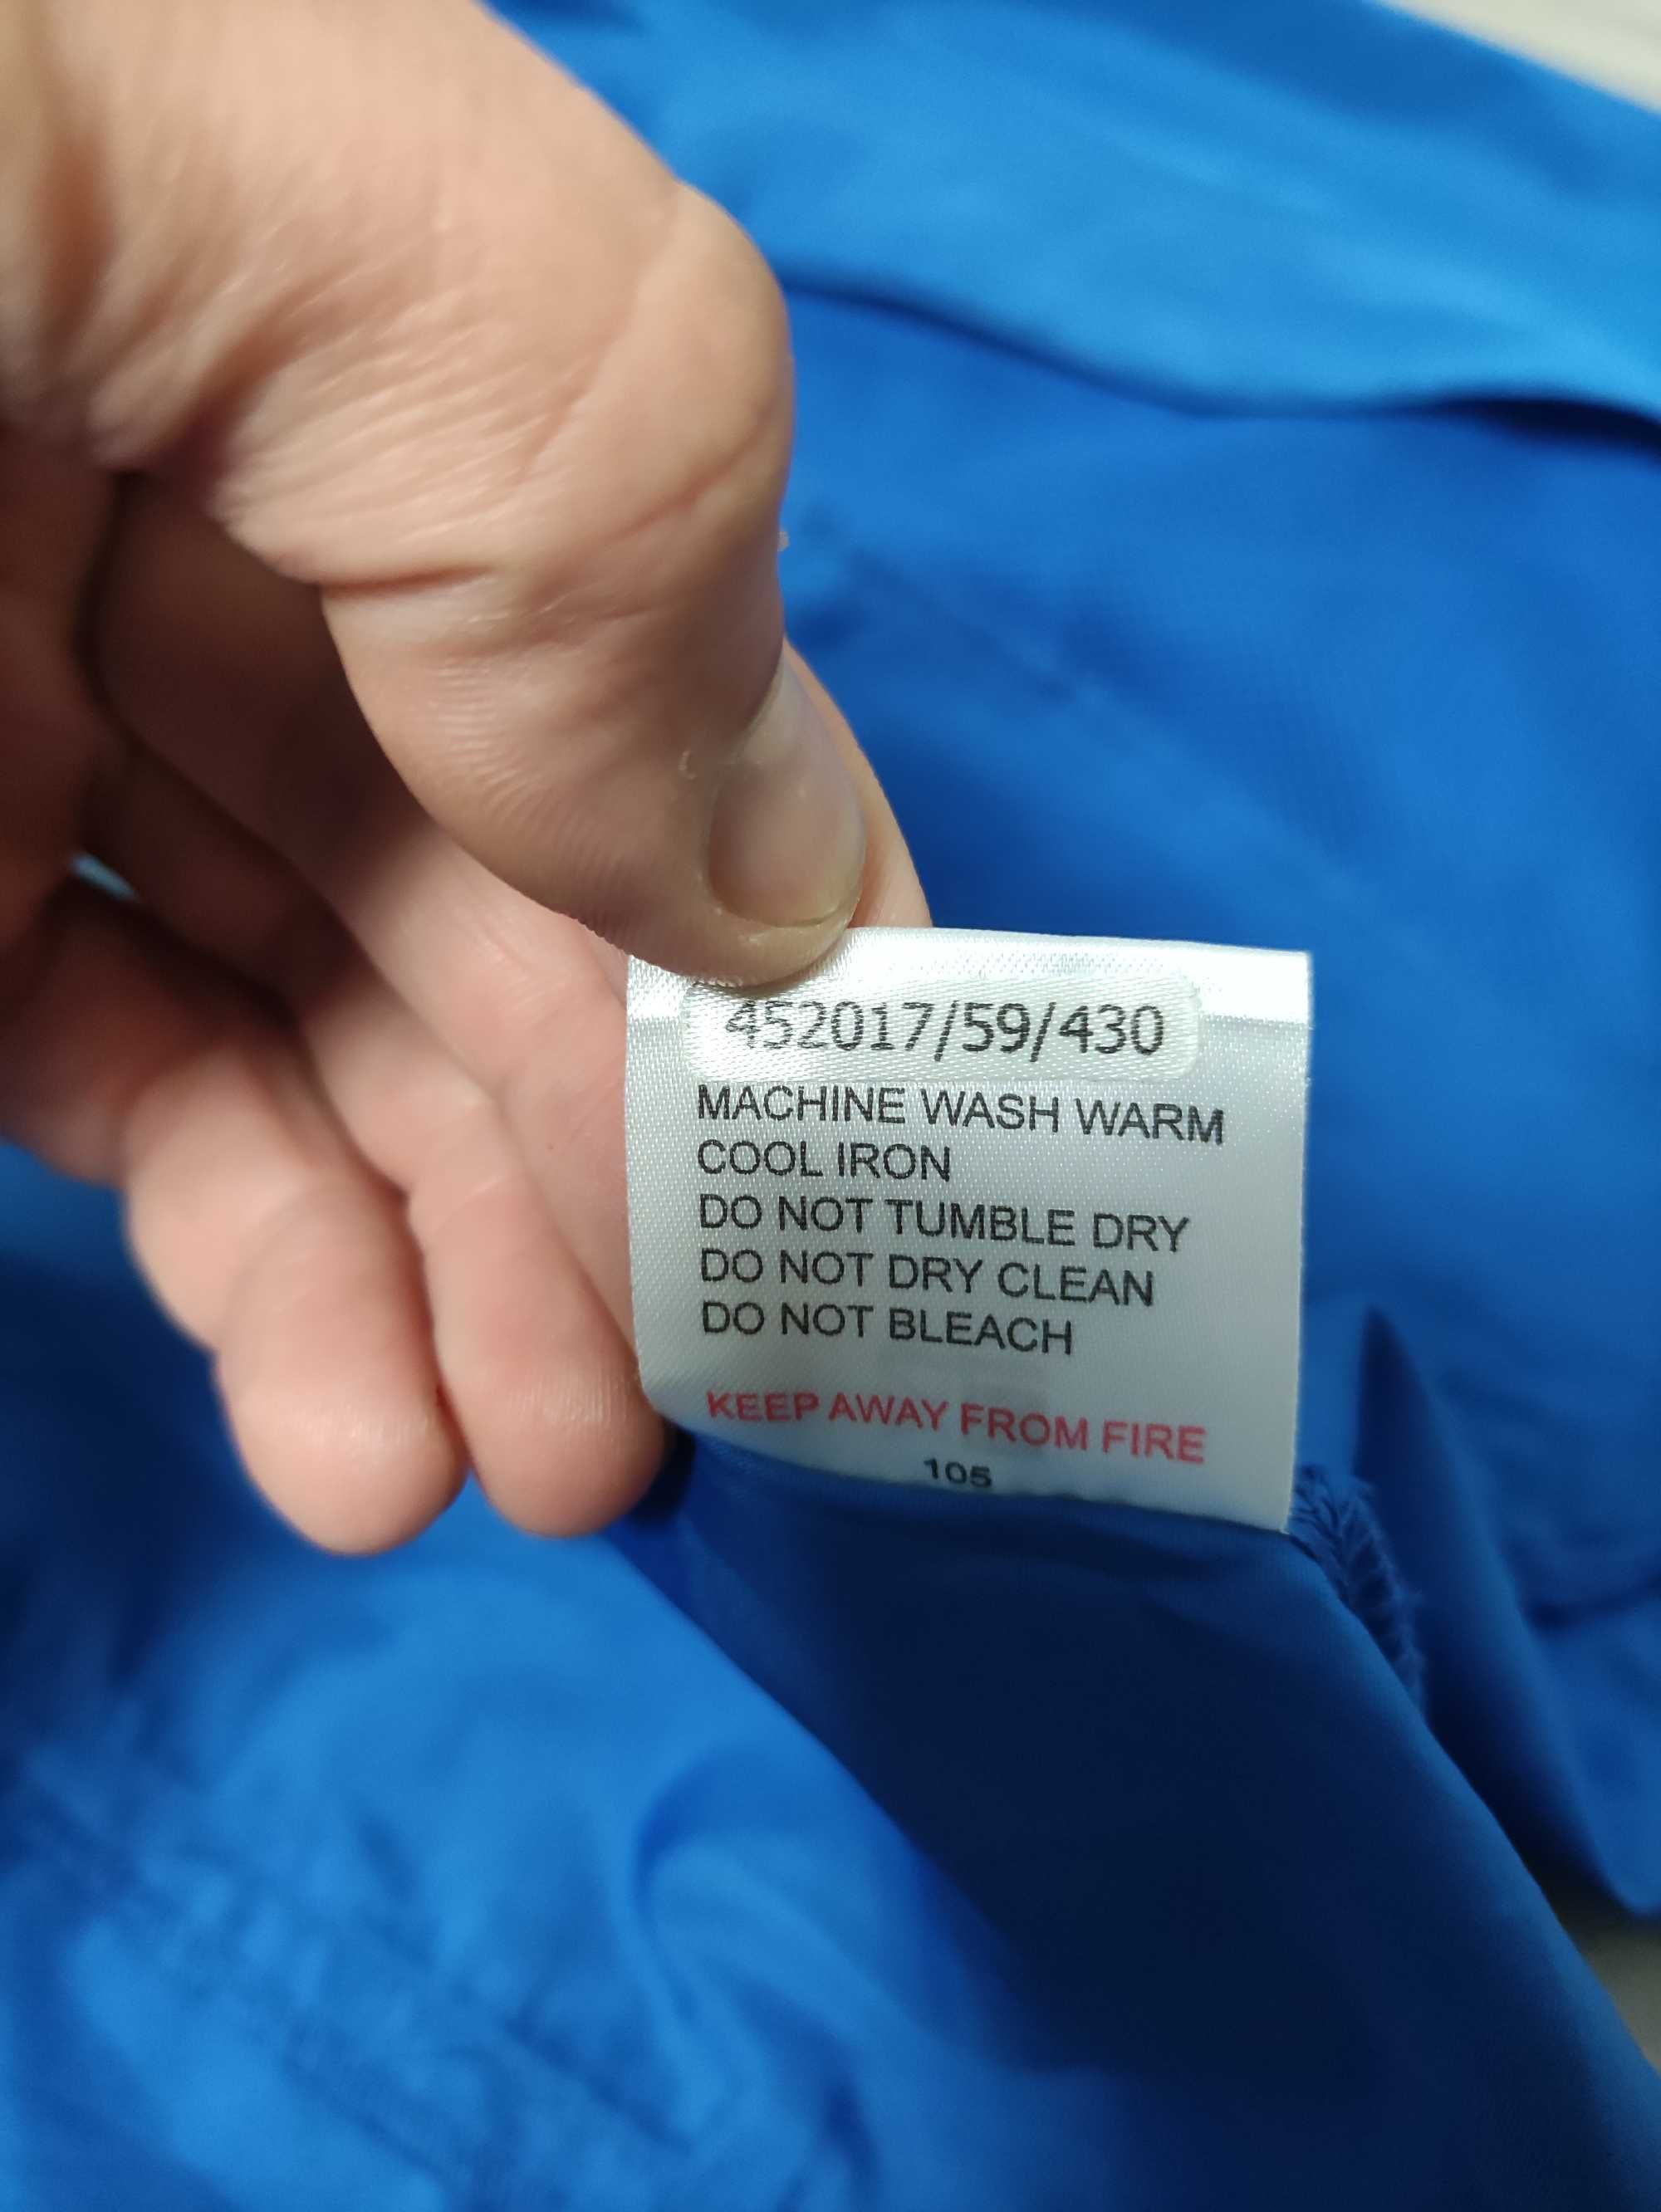 452017/59/430
MACHINE WASH WARM
COOL IRON
DO NOT TUMBLE DRY
DO NOT DRY CLEAN
DO NOT BLEACH
KEEP AWAY FROM FIRE
105